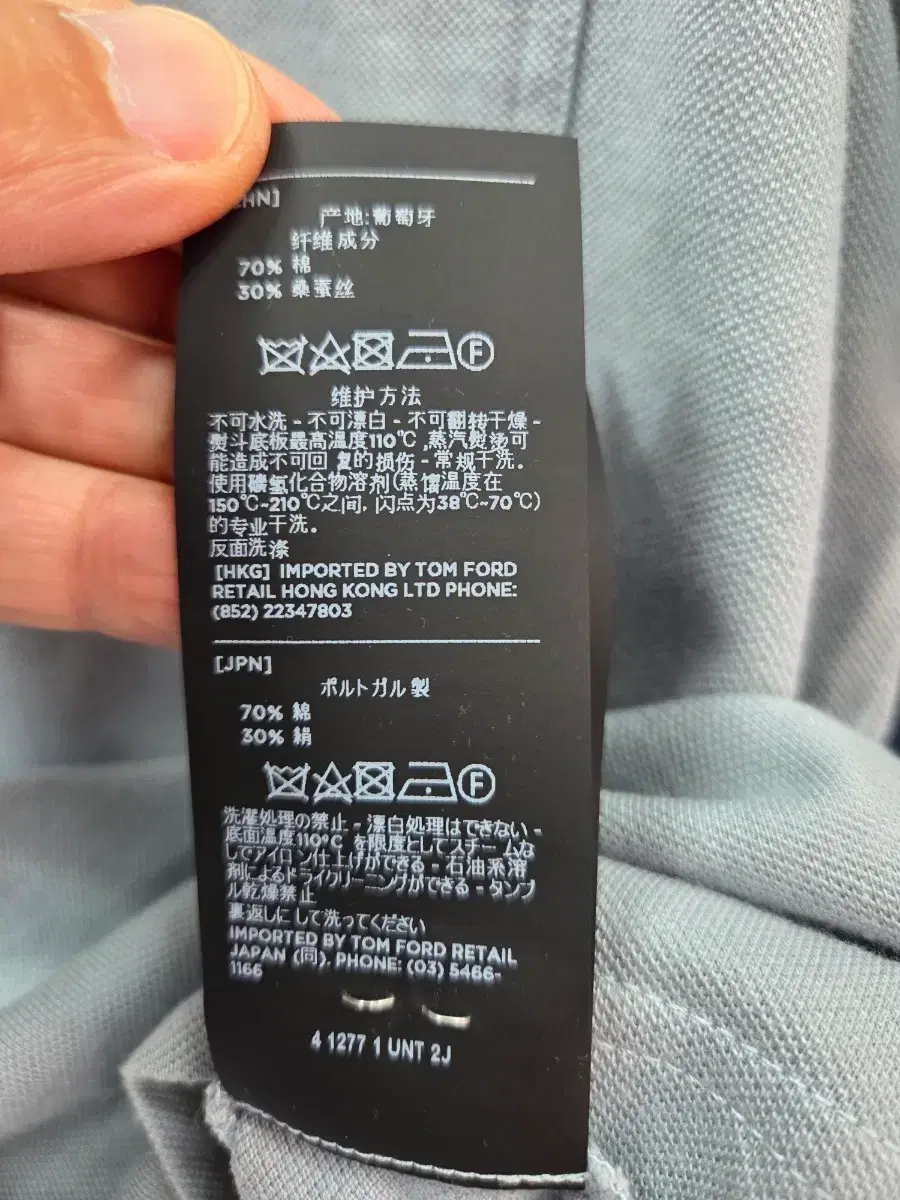 HN]
产地:葡萄牙
纤维成分
70% 棉
30% 桑蚕丝
F
维护方法
不可水洗 - 不可漂白 - 不可翻转干燥 -
熨斗底板最高温度110°C ,蒸汽熨烫可
能造成不可回 复的损伤 - 常规干洗.
使用碳氢化合物溶剂(蒸馏温度在
150°C~210°C之间, 闪点为38°C~70°C)
的专业干洗。
反面洗涤
[HKG] IMPORTED BY TOM FORD
RETAIL HONG KONG LTD PHONE:
(852) 22347803
[JPN]
ポルトガル製
70% 綿
30% 絹
F
洗濯処理の禁止 - 漂白処理はできない -
底面温度110°C を限度としてスチームな
しでアイロン仕上げができる - 石油系溶
剤によるドライクリーニングができる - タンブ
ル乾燥禁止
裏返しにして洗ってください
IMPORTED BY TOM FORD RETAIL
JAPAN (同). PHONE: (03) 5466-
1166
4 1277 1 UNT 2J